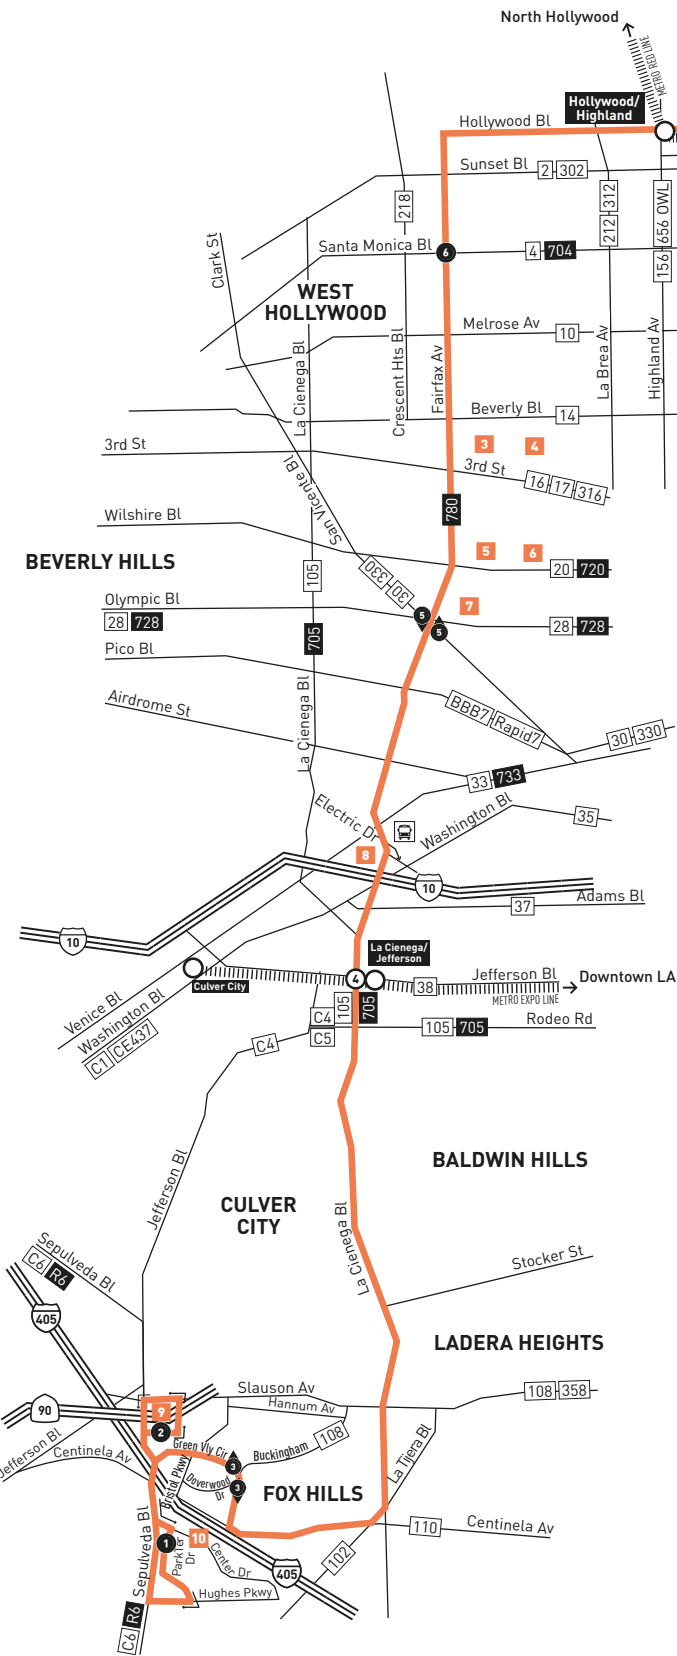 North Hollywood
METRO RED LINE
Hollywood/
Highland
Hollywood Bl
Sunset Bl
2 302
218
212 312
156 656 OWL
Clark St
Santa Monica Bl
6
4 704
WEST
HOLLYWOOD
Melrose Av
10
La Cienega Bl
Crescent Hts Bl
Fairfax Av
La Brea Av
Highland Av
Beverly Bl
14
3rd St
3
4
3rd St
16 17 316
San Vicente Bl
780
Wilshire Bl
5
6
BEVERLY HILLS
105
330 30
20 720
Olympic Bl
28 728
7
5
5
28 728
705
Pico Bl
La Cienega Bl
Airdrome St
BBB7 Rapid7
30 330
33 733
Electric Dr
Washington Bl
35
8
10
10
37
Adams Bl
La Cienega/
Jefferson
Culver City
4
38
Jefferson Bl
Downtown LA
METRO EXPO LINE
Venice Bl
Washington Bl
C1 CE437
C4
C5
105
705
105 705
Rodeo Rd
C4
Jefferson Bl
BALDWIN HILLS
CULVER
CITY
La Cienega Bl
Sepulveda Bl
C6 R6
Stocker St
405
LADERA HEIGHTS
Slauson Av
108 358
Hannum Av
90
9
2
108
Jefferson Bl
Centinela Av
Green Vly Cir
Buckingham
3
3
Doverwood
Dr
Bristol Pkwy
La Tijera Bl
FOX HILLS
Sepulveda Bl
10
1
Parkter
Dr
Center Dr
405
110
Centinela Av
102
Hughes Pkwy
C6 R6